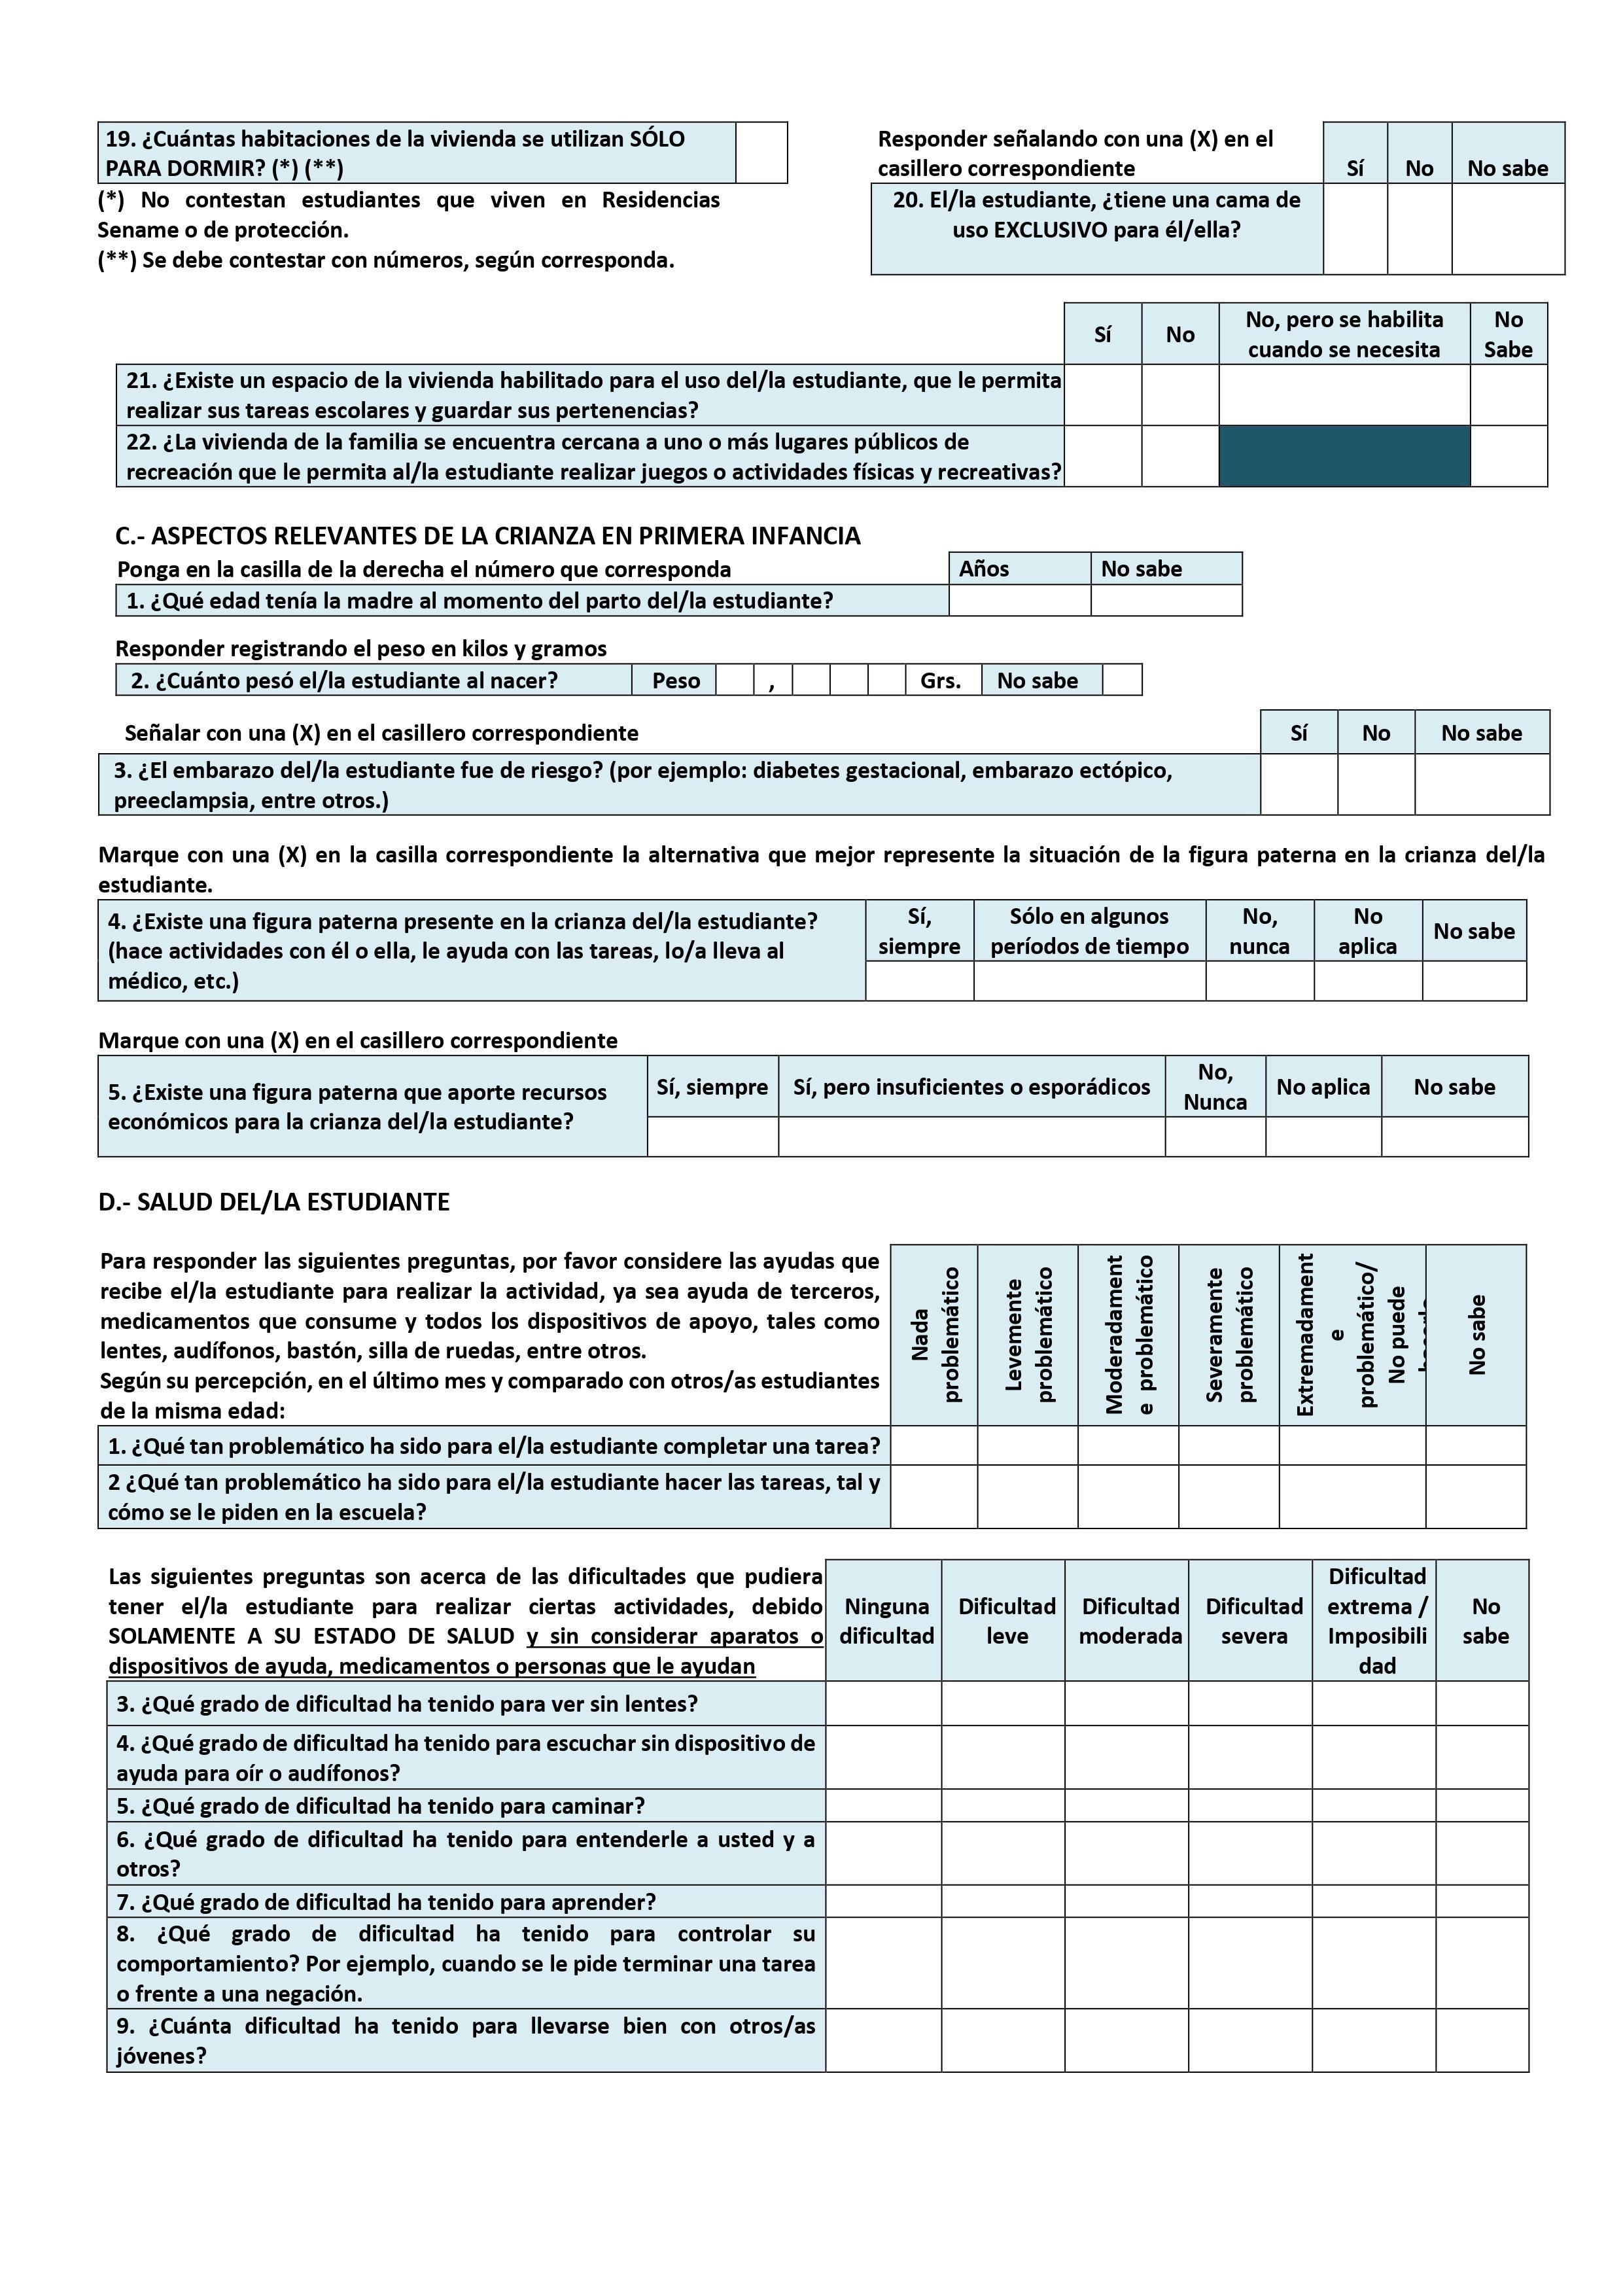 19. ¿Cuántas habitaciones de la vivienda se utilizan SÓLO
PARA DORMIR? (*) (**)
(*) No contestan estudiantes que viven en Residencias
Sename o de protección.
(**) Se debe contestar con números, según corresponda.
Responder señalando con una (X) en el
casillero correspondiente
Sí No No sabe
20. El/la estudiante, ¿tiene una cama de
uso EXCLUSIVO para él/ella?
Sí No No, pero se habilita
cuando se necesita No
Sabe
21. ¿Existe un espacio de la vivienda habilitado para el uso del/la estudiante, que le permita
realizar sus tareas escolares y guardar sus pertenencias?
22. ¿La vivienda de la familia se encuentra cercana a uno o más lugares públicos de
recreación que le permita al/la estudiante realizar juegos o actividades físicas y recreativas?
C.- ASPECTOS RELEVANTES DE LA CRIANZA EN PRIMERA INFANCIA
Ponga en la casilla de la derecha el número que corresponda Años No sabe
1. ¿Qué edad tenía la madre al momento del parto del/la estudiante?
Responder registrando el peso en kilos y gramos
2. ¿Cuánto pesó el/la estudiante al nacer? Peso , Grs. No sabe
Señalar con una (X) en el casillero correspondiente Sí No No sabe
3. ¿El embarazo del/la estudiante fue de riesgo? (por ejemplo: diabetes gestacional, embarazo ectópico,
preeclampsia, entre otros.)
Marque con una (X) en la casilla correspondiente la alternativa que mejor represente la situación de la figura paterna en la crianza del/la
estudiante.
4. ¿Existe una figura paterna presente en la crianza del/la estudiante?
(hace actividades con él o ella, le ayuda con las tareas, lo/a lleva al
médico, etc.)
Sí,
siempre
Sólo en algunos
períodos de tiempo
No,
nunca
No
aplica
No sabe
Marque con una (X) en el casillero correspondiente
5. ¿Existe una figura paterna que aporte recursos
económicos para la crianza del/la estudiante?
Sí, siempre
Sí, pero insuficientes o esporádicos
No,
Nunca
No aplica
No sabe
D.- SALUD DEL/LA ESTUDIANTE
Para responder las siguientes preguntas, por favor considere las ayudas que
recibe el/la estudiante para realizar la actividad, ya sea ayuda de terceros,
medicamentos que consume y todos los dispositivos de apoyo, tales como
lentes, audífonos, bastón, silla de ruedas, entre otros.
Según su percepción, en el último mes y comparado con otros/as estudiantes
de la misma edad:
Nada
problemático
Levemente
problemático
Moderadament
e problemático
Severamente
problemático
Extremadament
e
problemático/
No puede
No sabe
1. ¿Qué tan problemático ha sido para el/la estudiante completar una tarea?
2 ¿Qué tan problemático ha sido para el/la estudiante hacer las tareas, tal y
cómo se le piden en la escuela?
Las siguientes preguntas son acerca de las dificultades que pudiera
tener el/la estudiante para realizar ciertas actividades, debido
SOLAMENTE A SU ESTADO DE SALUD y sin considerar aparatos o
dispositivos de ayuda, medicamentos o personas que le ayudan
Ninguna
dificultad
Dificultad
leve
Dificultad
moderada
Dificultad
severa
Dificultad
extrema /
Imposibili
dad
No
sabe
3. ¿Qué grado de dificultad ha tenido para ver sin lentes?
4. ¿Qué grado de dificultad ha tenido para escuchar sin dispositivo de
ayuda para oír o audífonos?
5. ¿Qué grado de dificultad ha tenido para caminar?
6. ¿Qué grado de dificultad ha tenido para entenderle a usted y a
otros?
7. ¿Qué grado de dificultad ha tenido para aprender?
8. ¿Qué grado de dificultad ha tenido para controlar su
comportamiento? Por ejemplo, cuando se le pide terminar una tarea
o frente a una negación.
9. ¿Cuánta dificultad ha tenido para llevarse bien con otros/as
jóvenes?